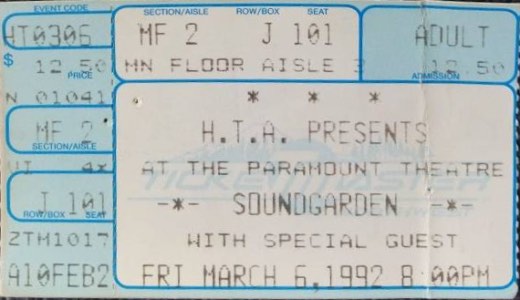 EVENT CODE
HT0306
$ 12.50
PRICE
N 01041
MF 2
SECTION/AISLE
J 101
ROW/BOX SEAT
ZTM1017
A10FEB2
SECTION/AISLE ROW/BOX SEAT
MF 2 J 101
MN FLOOR AISLE
ADULT
ADMISSION
12.50
* * *
H.T.A. PRESENTS
AT THE PARAMOUNT THEATRE
TICKETMASTER
-*- SOUNDGARDEN -*-
WITH SPECIAL GUEST
FRI MARCH 6,1992 8:00PM